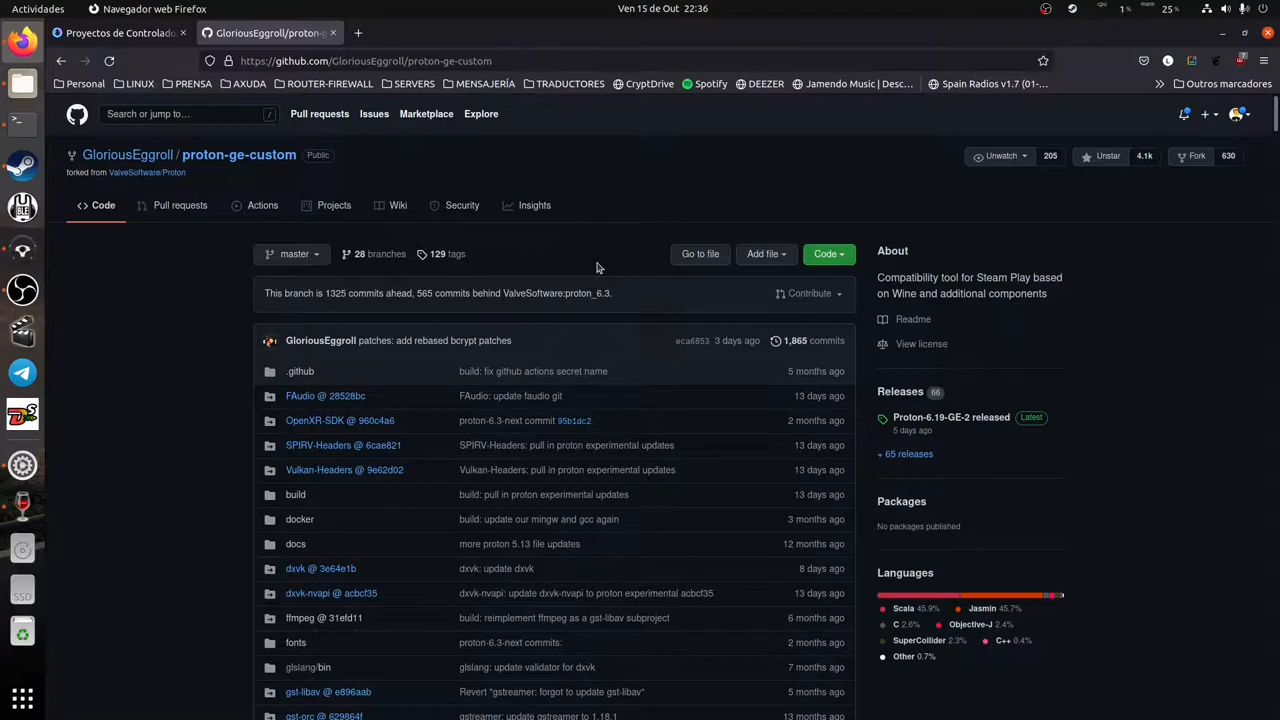 Actividades
Navegador web Firefox
Ven 15 de Out 22:36
cpu 1% mem 25%
Proyectos de Controlado ×
GloriousEggroll/proton-g ×
https://github.com/GloriousEggroll/proton-ge-custom
Personal LINUX PRENSA AXUDA ROUTER-FIREWALL SERVERS MENSAJERÍA TRADUCTORES CryptDrive Spotify DEEZER Jamendo Music | Desc… Spain Radios v1.7 (01-… Outros marcadores
Search or jump to… /
Pull requests Issues Marketplace Explore
GloriousEggroll / proton-ge-custom Public
forked from ValveSoftware/Proton
Unwatch 205 Unstar 4.1k Fork 630
Code Pull requests Actions Projects Wiki Security Insights
master 28 branches 129 tags
Go to file Add file Code
This branch is 1325 commits ahead, 565 commits behind ValveSoftware:proton_6.3.
Contribute
GloriousEggroll patches: add rebased bcrypt patches eca6853 3 days ago 1,865 commits
.github build: fix github actions secret name 5 months ago
FAudio @ 28528bc FAudio: update faudio git 13 days ago
OpenXR-SDK @ 960c4a6 proton-6.3-next commit 95b1dc2 2 months ago
SPIRV-Headers @ 6cae821 SPIRV-Headers: pull in proton experimental updates 13 days ago
Vulkan-Headers @ 9e62d02 Vulkan-Headers: pull in proton experimental updates 13 days ago
build build: pull in proton experimental updates 13 days ago
docker build: update our mingw and gcc again 3 months ago
docs more proton 5.13 file updates 12 months ago
dxvk @ 3e64e1b dxvk: update dxvk 8 days ago
dxvk-nvapi @ acbcf35 dxvk-nvapi: update dxvk-nvapi to proton experimental acbcf35 13 days ago
ffmpeg @ 31efd11 build: reimplement ffmpeg as a gst-libav subproject 6 months ago
fonts proton-6.3-next commits: 2 months ago
glslang/bin glslang: update validator for dxvk 7 months ago
gst-libav @ e896aab Revert "gstreamer: forgot to update gst-libav" 5 months ago
gst-orc @ 629864f gstreamer: update gstreamer to 1.18.1 13 months ago
About
Compatibility tool for Steam Play based
on Wine and additional components
Readme
View license
Releases 66
Proton-6.19-GE-2 released Latest
5 days ago
+ 65 releases
Packages
No packages published
Languages
Scala 45.9% Jasmin 45.7%
C 2.6% Objective-J 2.4%
SuperCollider 2.3% C++ 0.4%
Other 0.7%
SSD